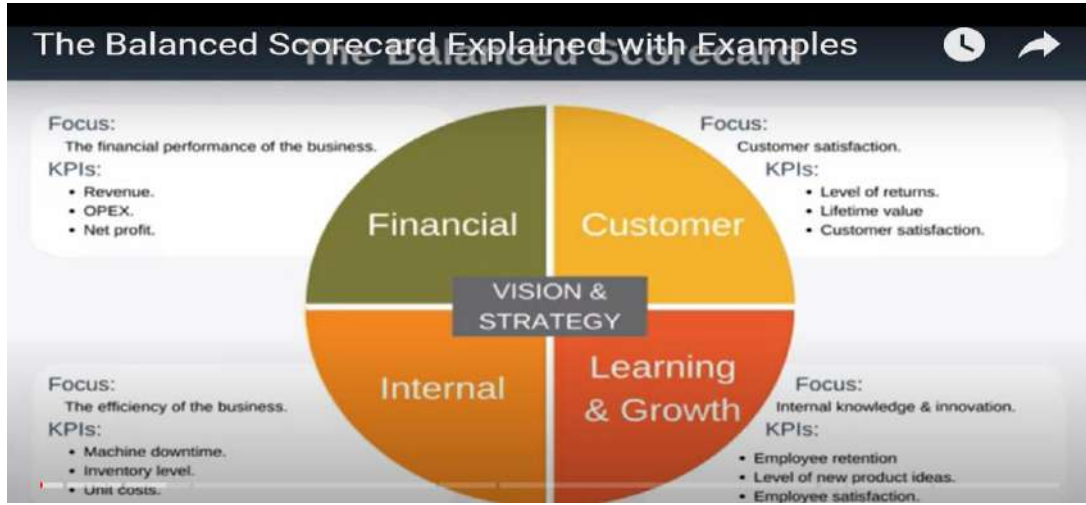 The Balanced Scorecard Explained with Examples
The Balanced Scorecard
Focus:
The financial performance of the business.
KPIs:
• Revenue.
• OPEX.
• Net profit.
Financial
Customer
Focus:
Customer satisfaction.
KPIs:
• Level of returns.
• Lifetime value
• Customer satisfaction.
VISION &
STRATEGY
Focus:
The efficiency of the business.
KPIs:
• Machine downtime.
• Inventory level.
• Unit costs.
Internal
Learning
& Growth
Focus:
Internal knowledge & innovation.
KPIs:
• Employee retention
• Level of new product ideas.
• Employee satisfaction.